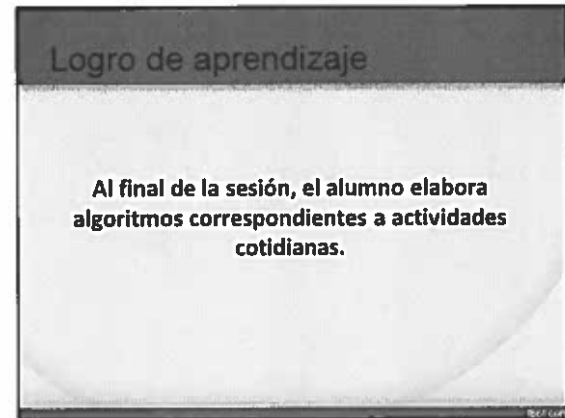 Logro de aprendizaje
Al final de la sesión, el alumno elabora
algoritmos correspondientes a actividades
cotidianas.